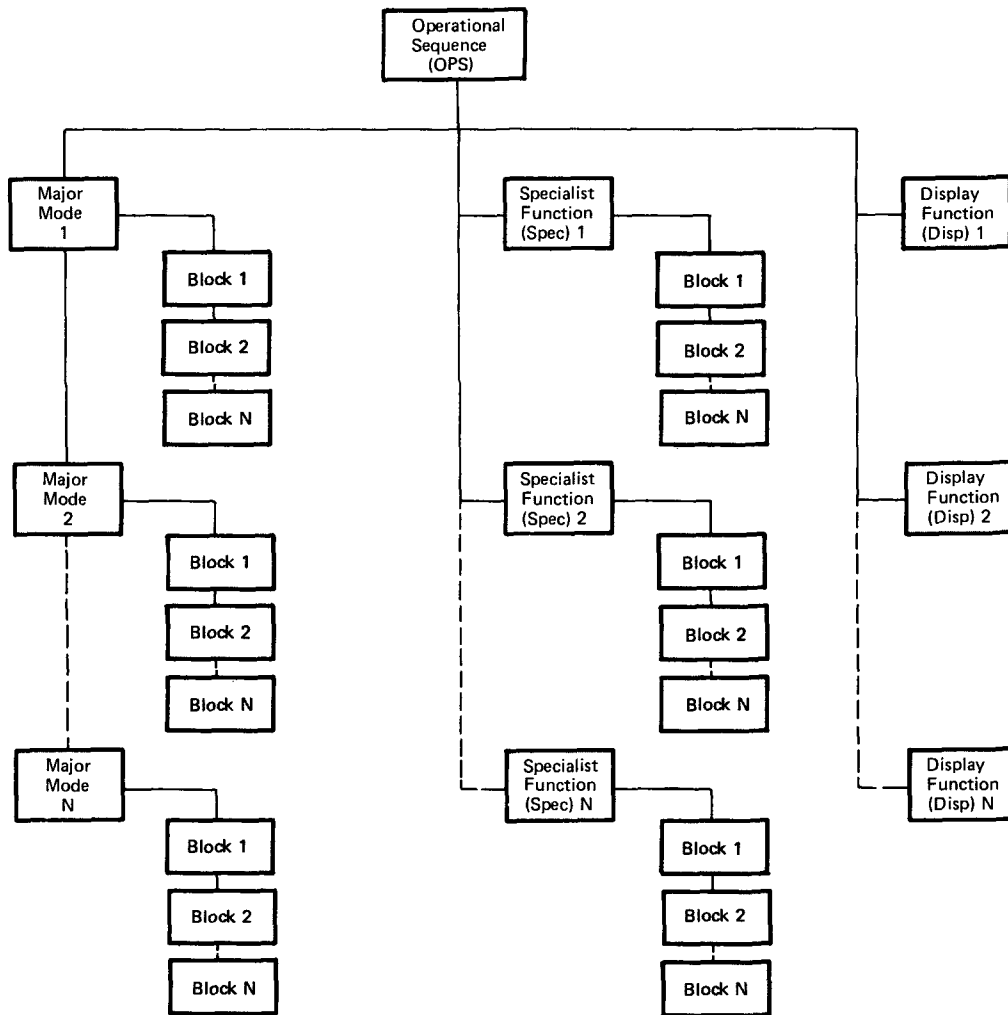 Operational
Sequence
(OPS)
Major
Mode
1
Block 1
Block 2
Block N
Major
Mode
2
Block 1
Block 2
Block N
Major
Mode
N
Block 1
Block 2
Block N
Specialist
Function
(Spec) 1
Block 1
Block 2
Block N
Specialist
Function
(Spec) 2
Block 1
Block 2
Block N
Specialist
Function
(Spec) N
Block 1
Block 2
Block N
Display
Function
(Disp) 1
Display
Function
(Disp) 2
Display
Function
(Disp) N